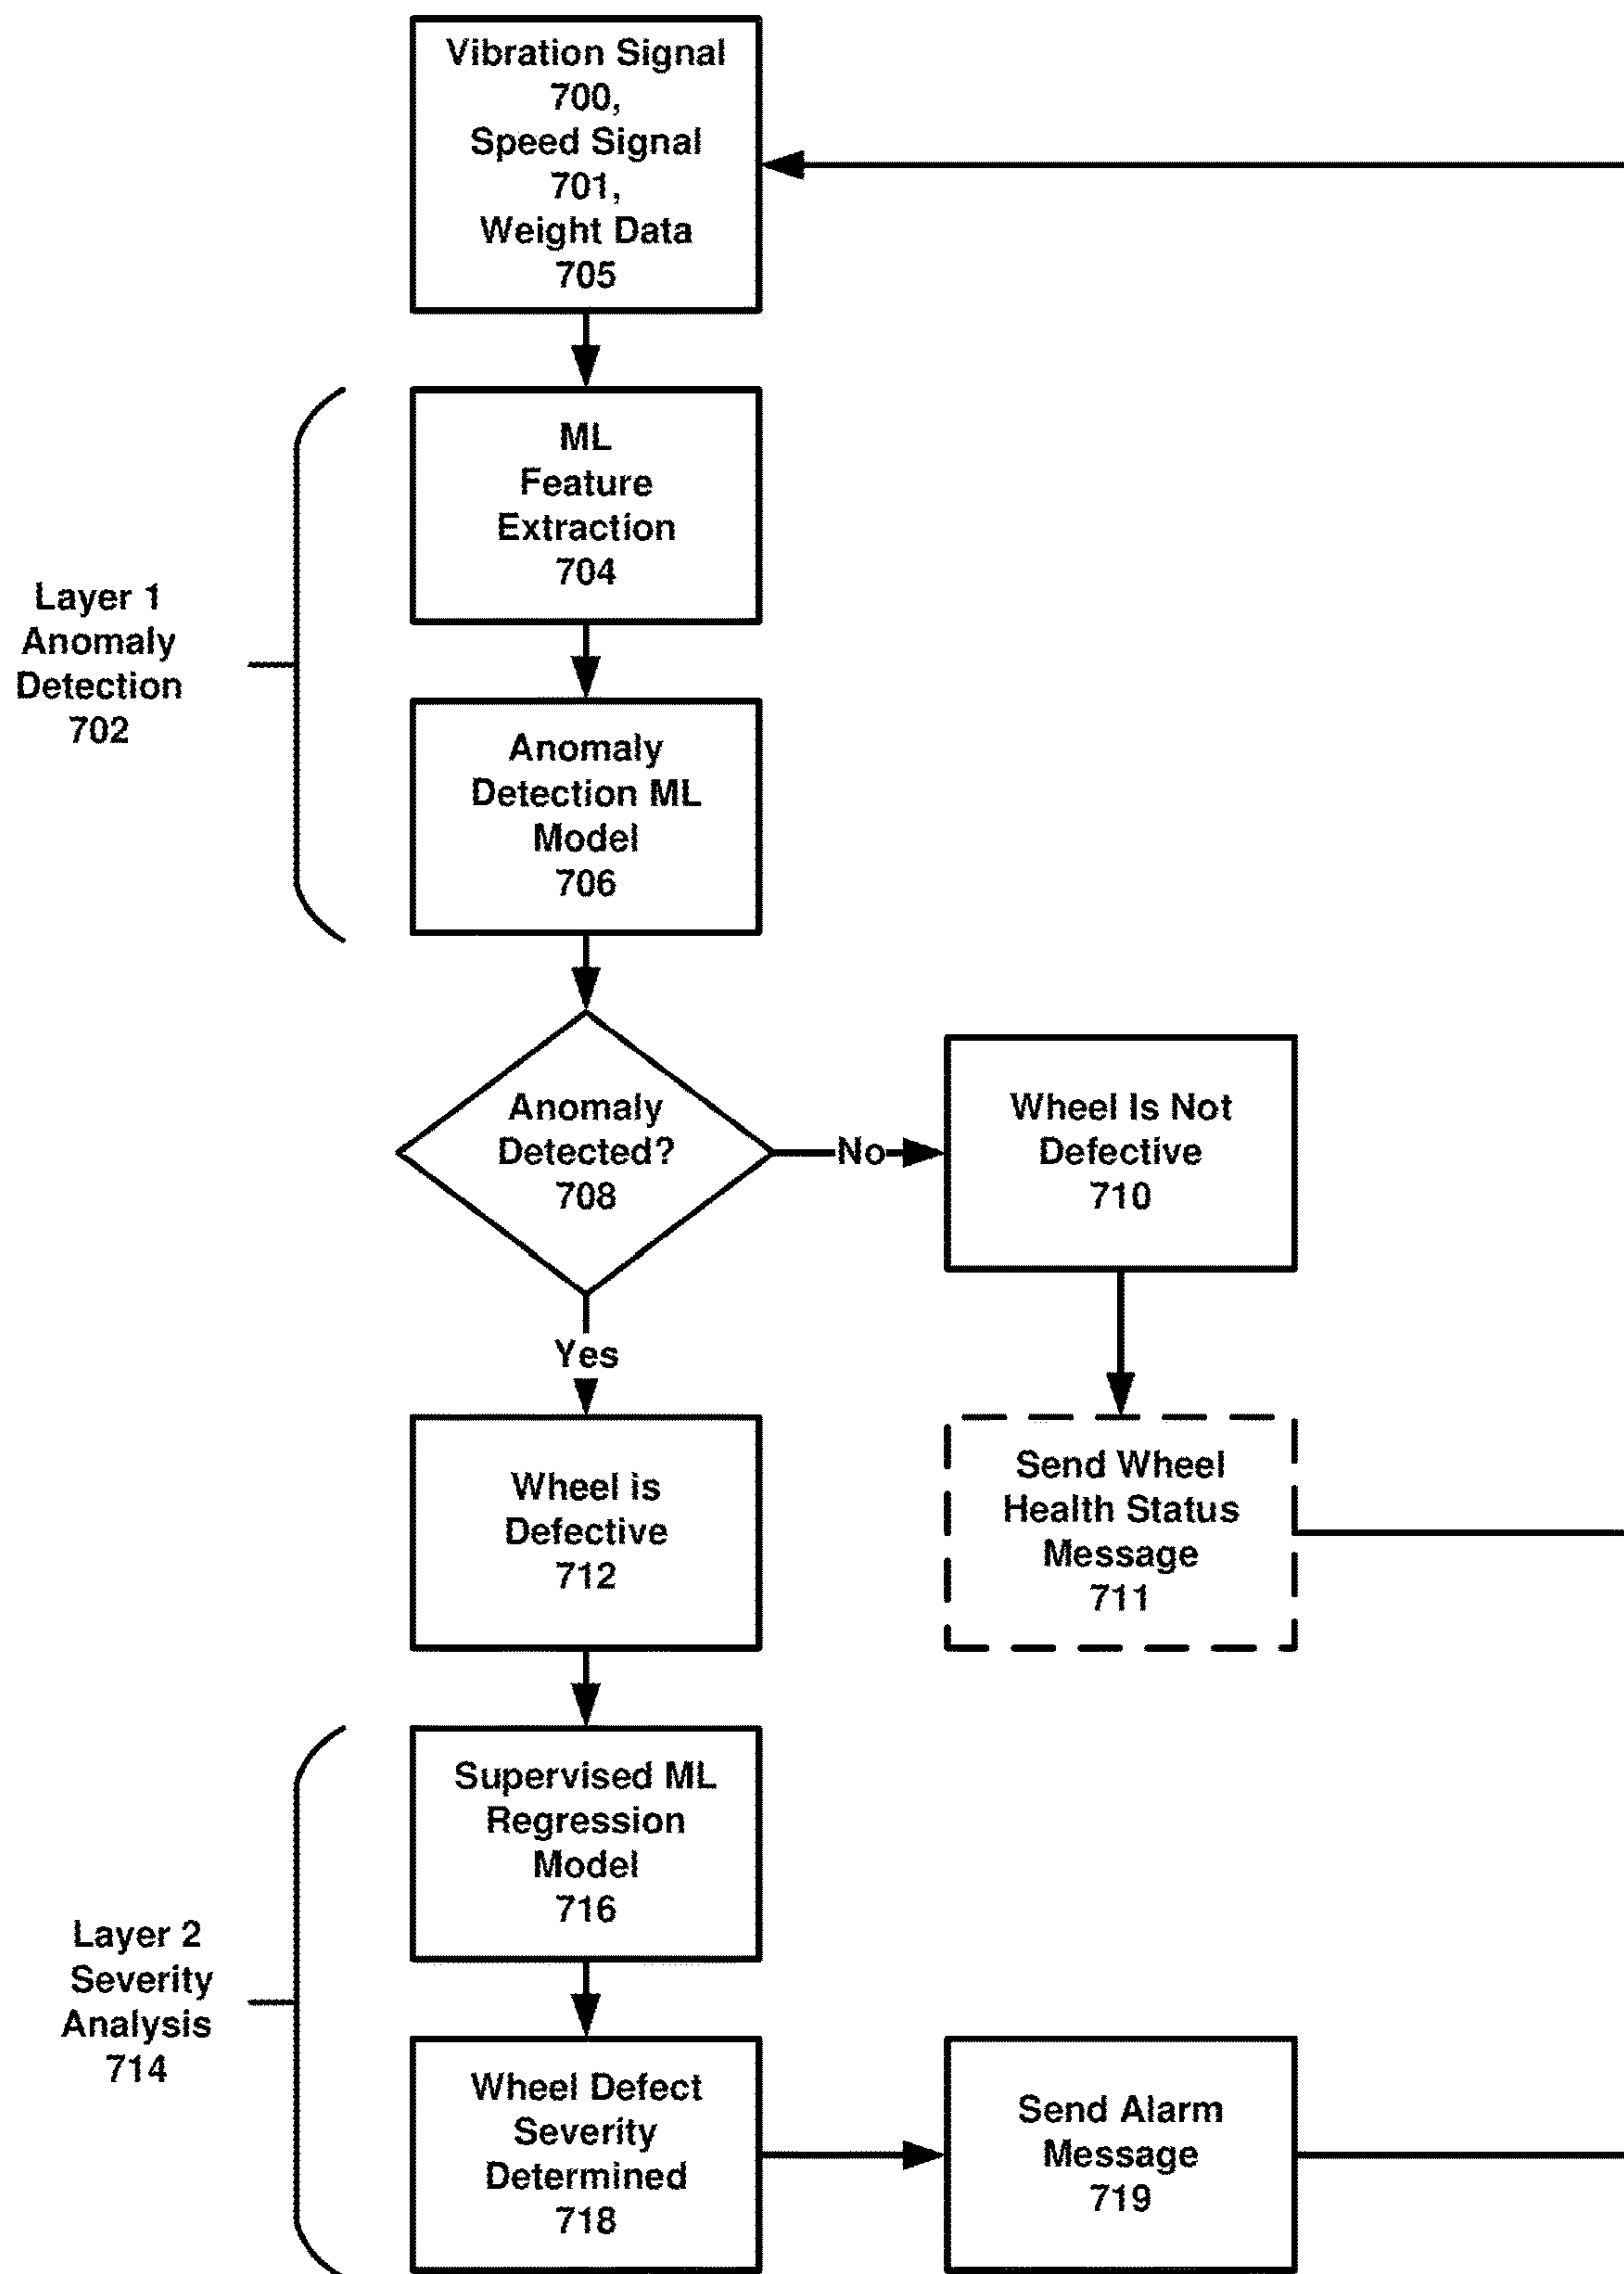 Vibration Signal
700,
Speed Signal
701,
Weight Data
705
ML
Feature
Extraction
704
Layer 1
Anomaly
Detection
702
Anomaly
Detection ML
Model
706
Anomaly
Detected?
708
No
Wheel Is Not
Defective
710
Yes
Wheel is
Defective
712
Send Wheel
Health Status
Message
711
Supervised ML
Regression
Model
716
Layer 2
Severity
Analysis
714
Wheel Defect
Severity
Determined
718
Send Alarm
Message
719